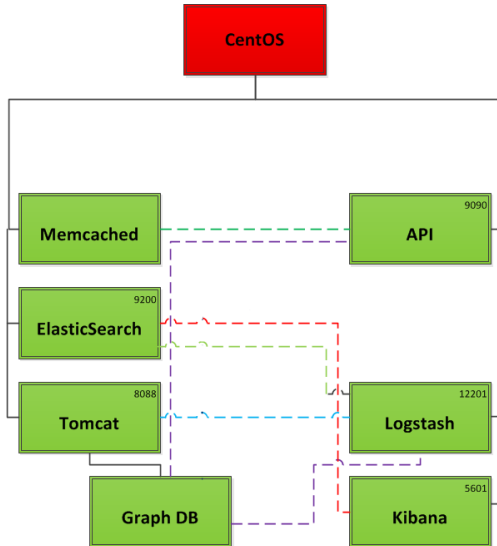 CentOS
Memcached
9090
API
9200
ElasticSearch
8088
Tomcat
12201
Logstash
Graph DB
5601
Kibana